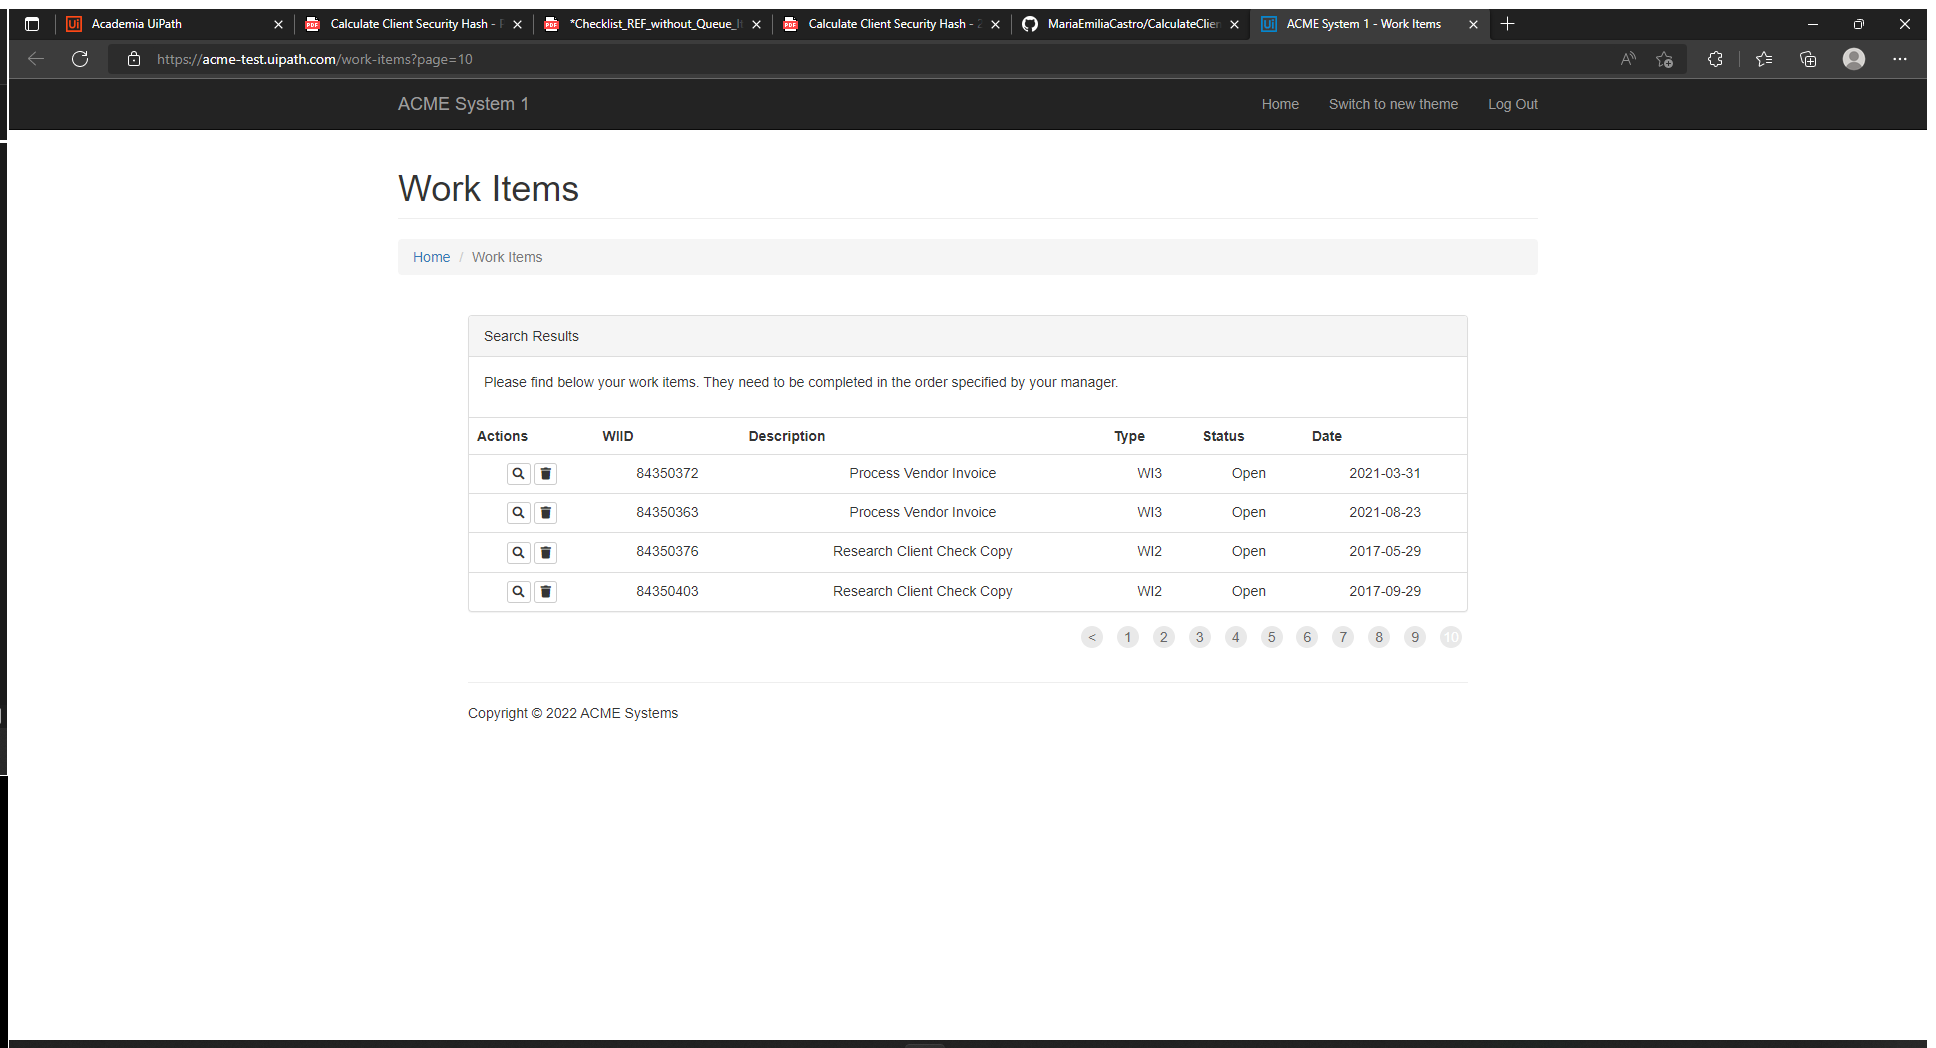 Academia UiPath
Calculate Client Security Hash -
*Checklist_REF_without_Queue_
Calculate Client Security Hash - 2
MariaEmiliaCastro/CalculateClien
ACME System 1 - Work Items
https://acme-test.uipath.com/work-items?page=10
ACME System 1 Home Switch to new theme Log Out
Work Items
Home / Work Items
Search Results
Please find below your work items. They need to be completed in the order specified by your manager.
Actions WIID Description Type Status Date
84350372 Process Vendor Invoice WI3 Open 2021-03-31
84350363 Process Vendor Invoice WI3 Open 2021-08-23
84350376 Research Client Check Copy WI2 Open 2017-05-29
84350403 Research Client Check Copy WI2 Open 2017-09-29
< 1 2 3 4 5 6 7 8 9 10
Copyright © 2022 ACME Systems